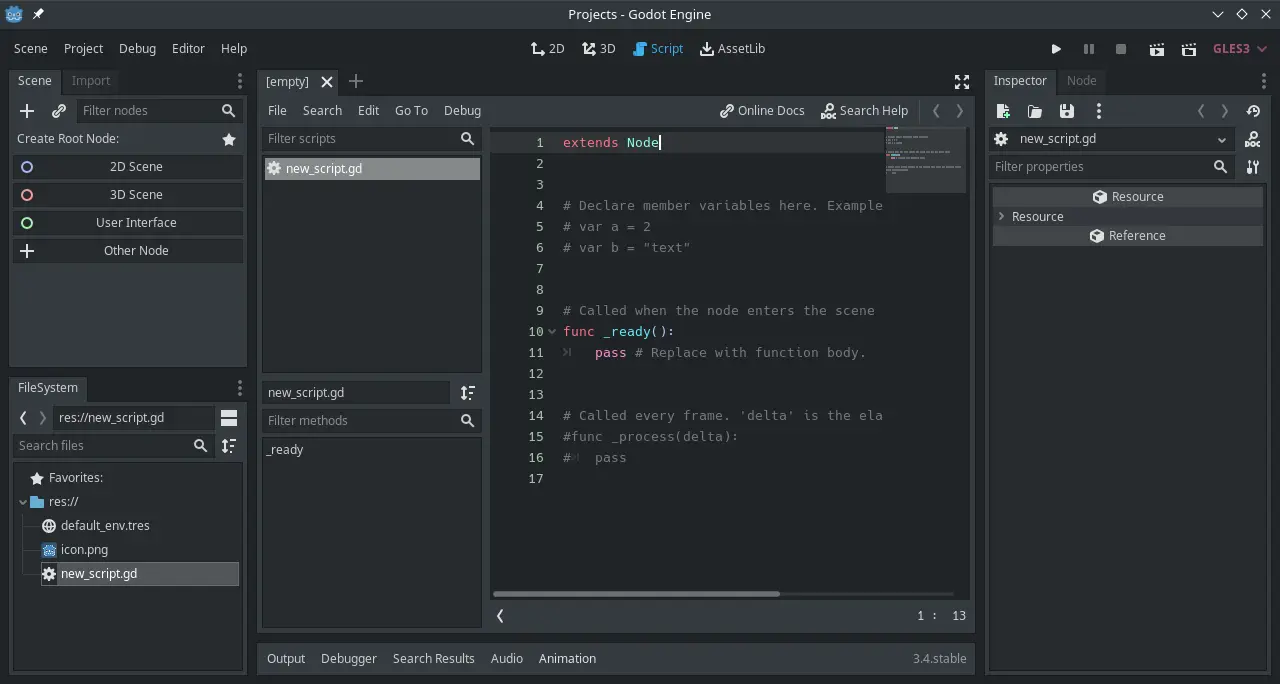 Projects - Godot Engine
Scene Project Debug Editor Help
2D 3D Script AssetLib
GLES3
Scene Import
Filter nodes
Create Root Node:
2D Scene
3D Scene
User Interface
Other Node
FileSystem
res://new_script.gd
Search files
Favorites:
res://
default_env.tres
icon.png
new_script.gd
[empty]
File Search Edit Go To Debug
Online Docs Search Help
Filter scripts
new_script.gd
new_script.gd
Filter methods
_ready
1 extends Node
2
3
4 # Declare member variables here. Example
5 # var a = 2
6 # var b = "text"
7
8
9 # Called when the node enters the scene
10 func _ready():
11 pass # Replace with function body.
12
13
14 # Called every frame. 'delta' is the ela
15 #func _process(delta):
16 # pass
17
1 : 13
Output Debugger Search Results Audio Animation
3.4.stable
Inspector Node
new_script.gd
DOC
Filter properties
Resource
Resource
Reference